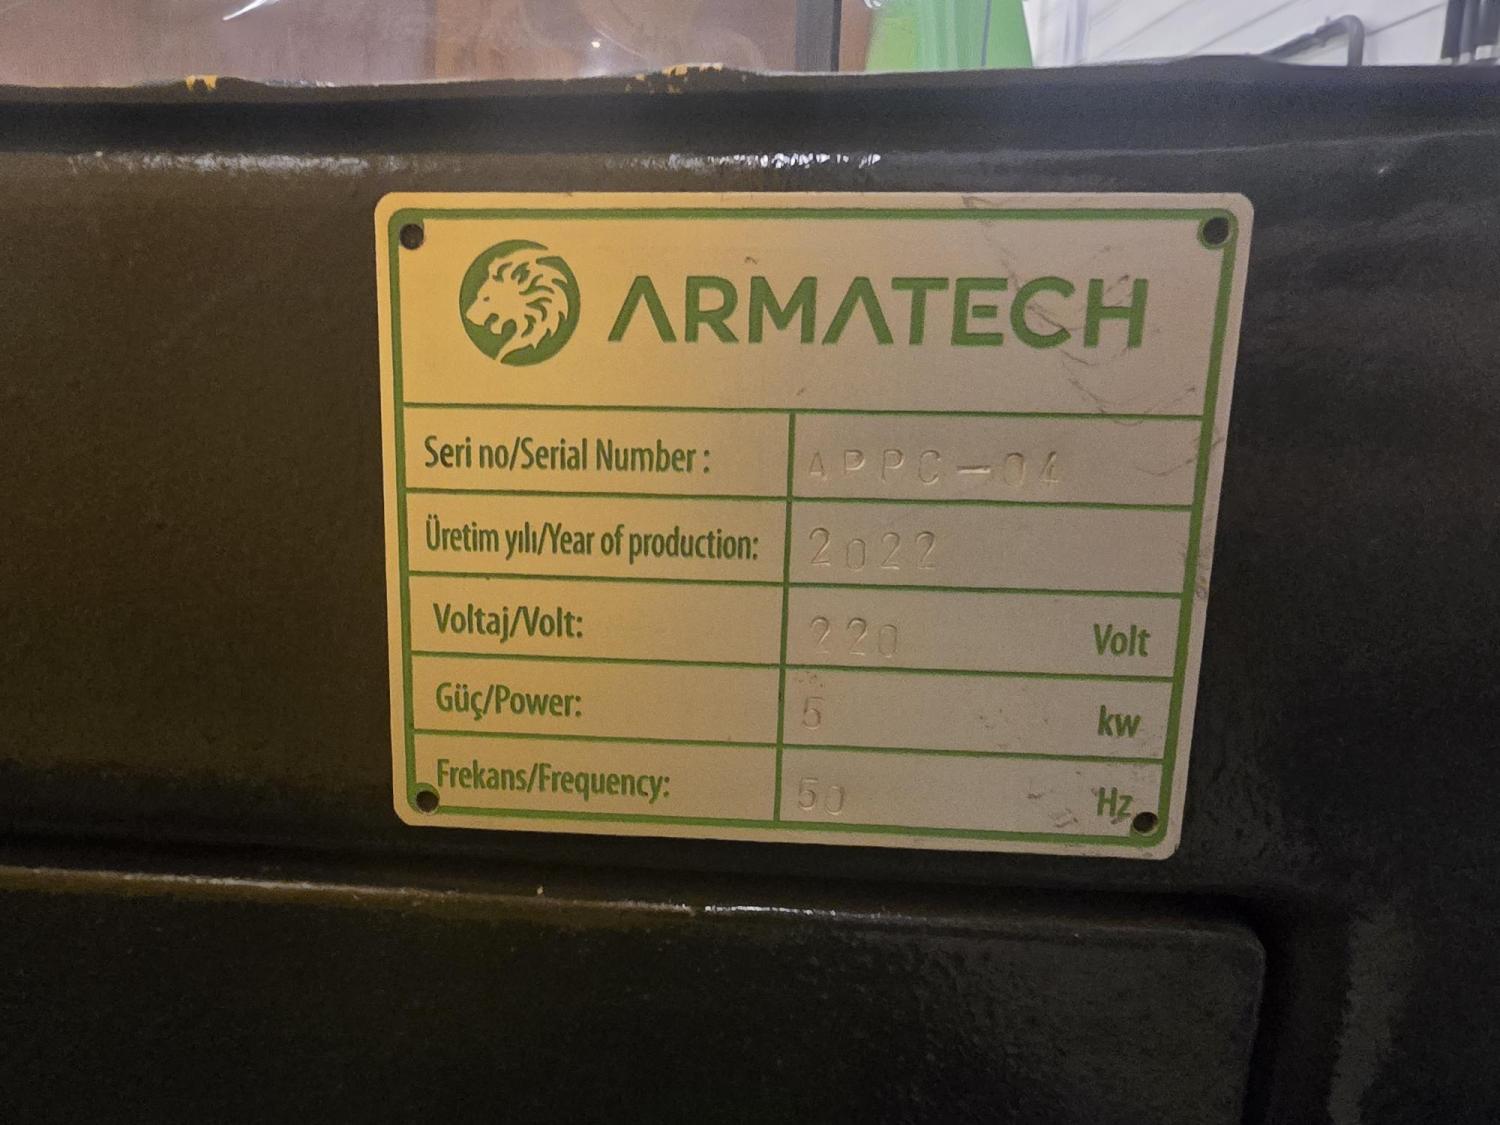 ARMATECH
Seri no/Serial Number : APPC-04
Üretim yılı/Year of production: 2022
Voltaj/Volt: 220 Volt
Güç/Power: 5 kw
Frekans/Frequency: 50 Hz